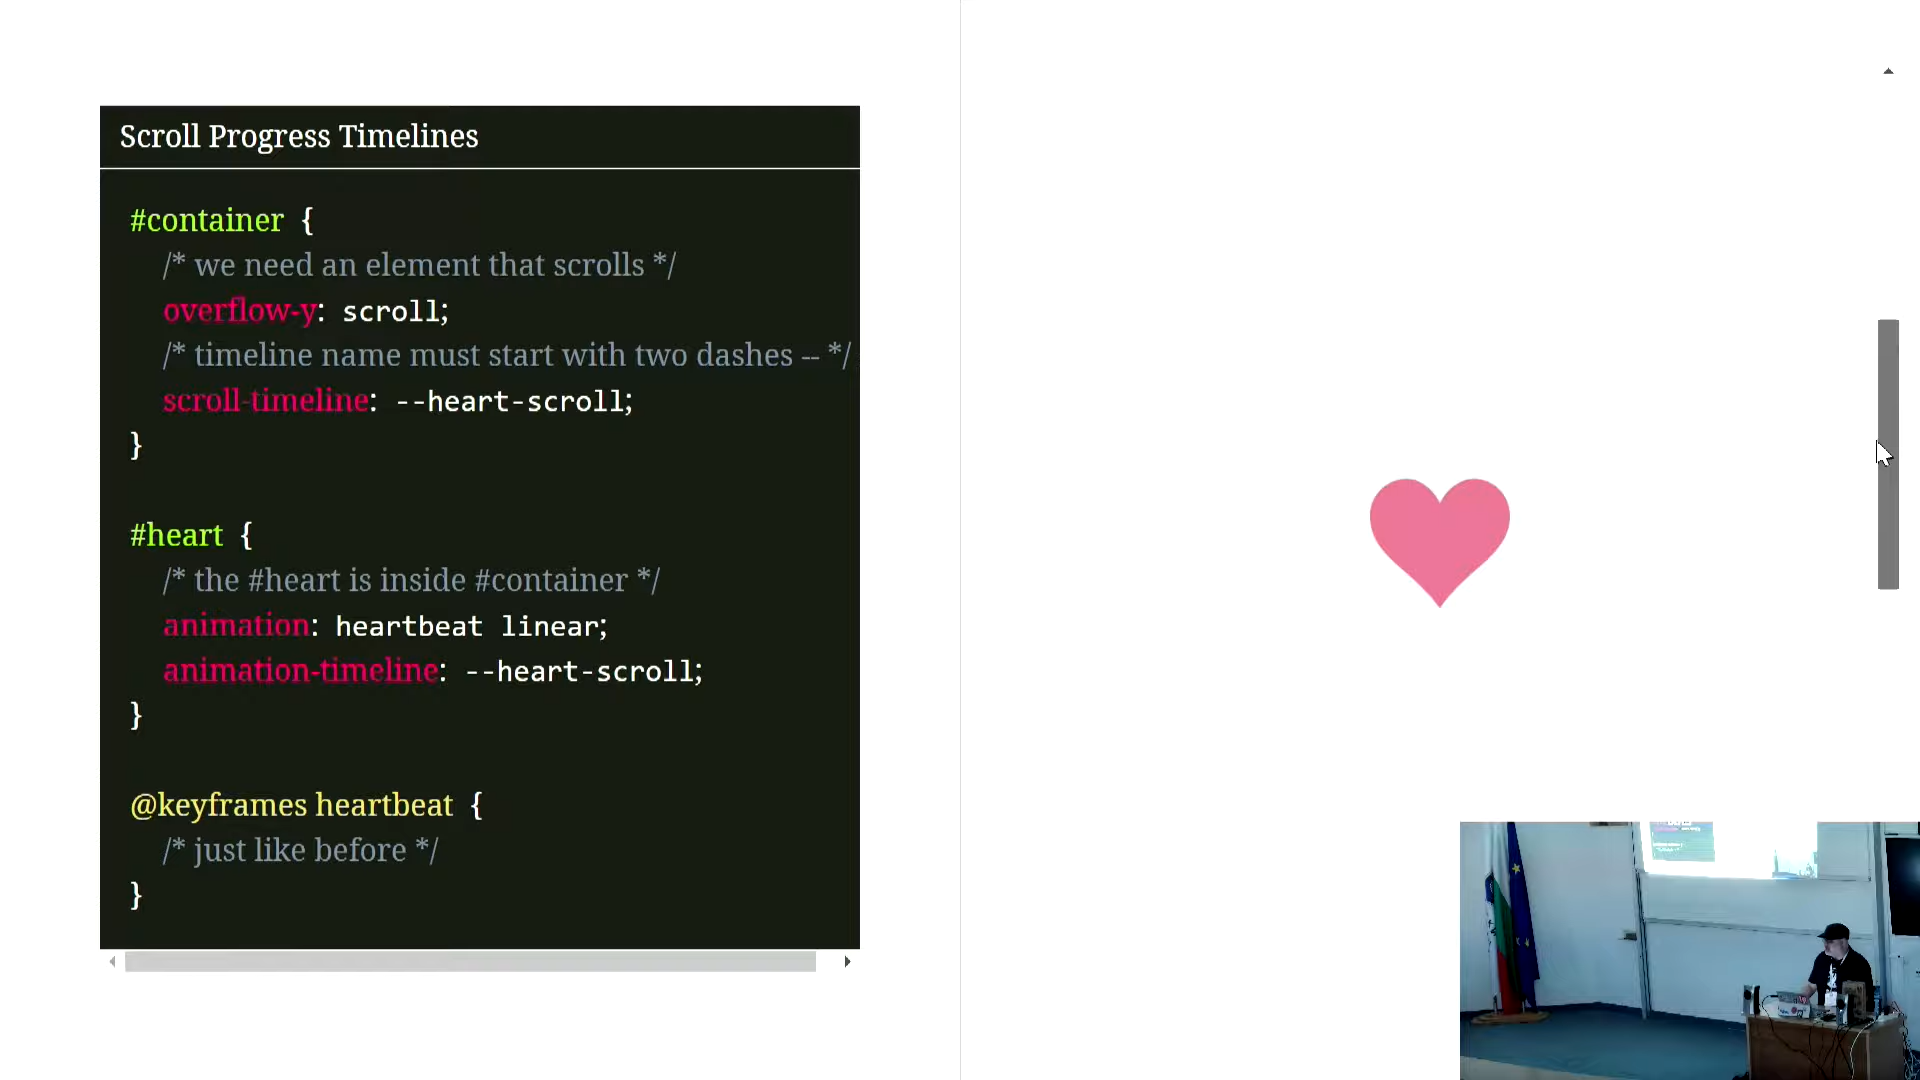 Scroll Progress Timelines
#container {
/* we need an element that scrolls */
overflow-y: scroll;
/* timeline name must start with two dashes -- */
scroll-timeline: --heart-scroll;
}
#heart {
/* the #heart is inside #container */
animation: heartbeat linear;
animation-timeline: --heart-scroll;
}
@keyframes heartbeat {
/* just like before */
}